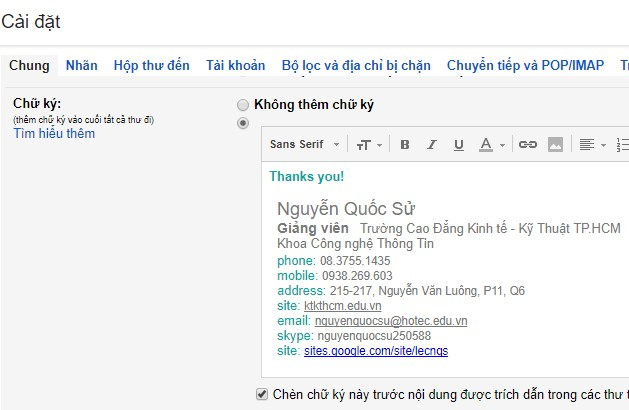 Cài đặt
Chung Nhãn Hộp thư đến Tài khoản Bộ lọc và địa chỉ bị chặn Chuyển tiếp và POP/IMAP
Chữ ký: Không thêm chữ ký
(thêm chữ ký vào cuối tất cả thư đi)
Tìm hiểu thêm
Sans Serif
Thanks you!
Nguyễn Quốc Sử
Giảng viên Trường Cao Đẳng Kinh tế - Kỹ Thuật TP.HCM
Khoa Công nghệ Thông Tin
phone: 08.3755.1435
mobile: 0938.269.603
address: 215-217, Nguyễn Văn Luông, P11, Q6
site: ktkthcm.edu.vn
email: nguyenquocsu@hotec.edu.vn
skype: nguyenquocsu250588
site: sites.google.com/site/lecnqs
Chèn chữ ký này trước nội dung được trích dẫn trong các thư t